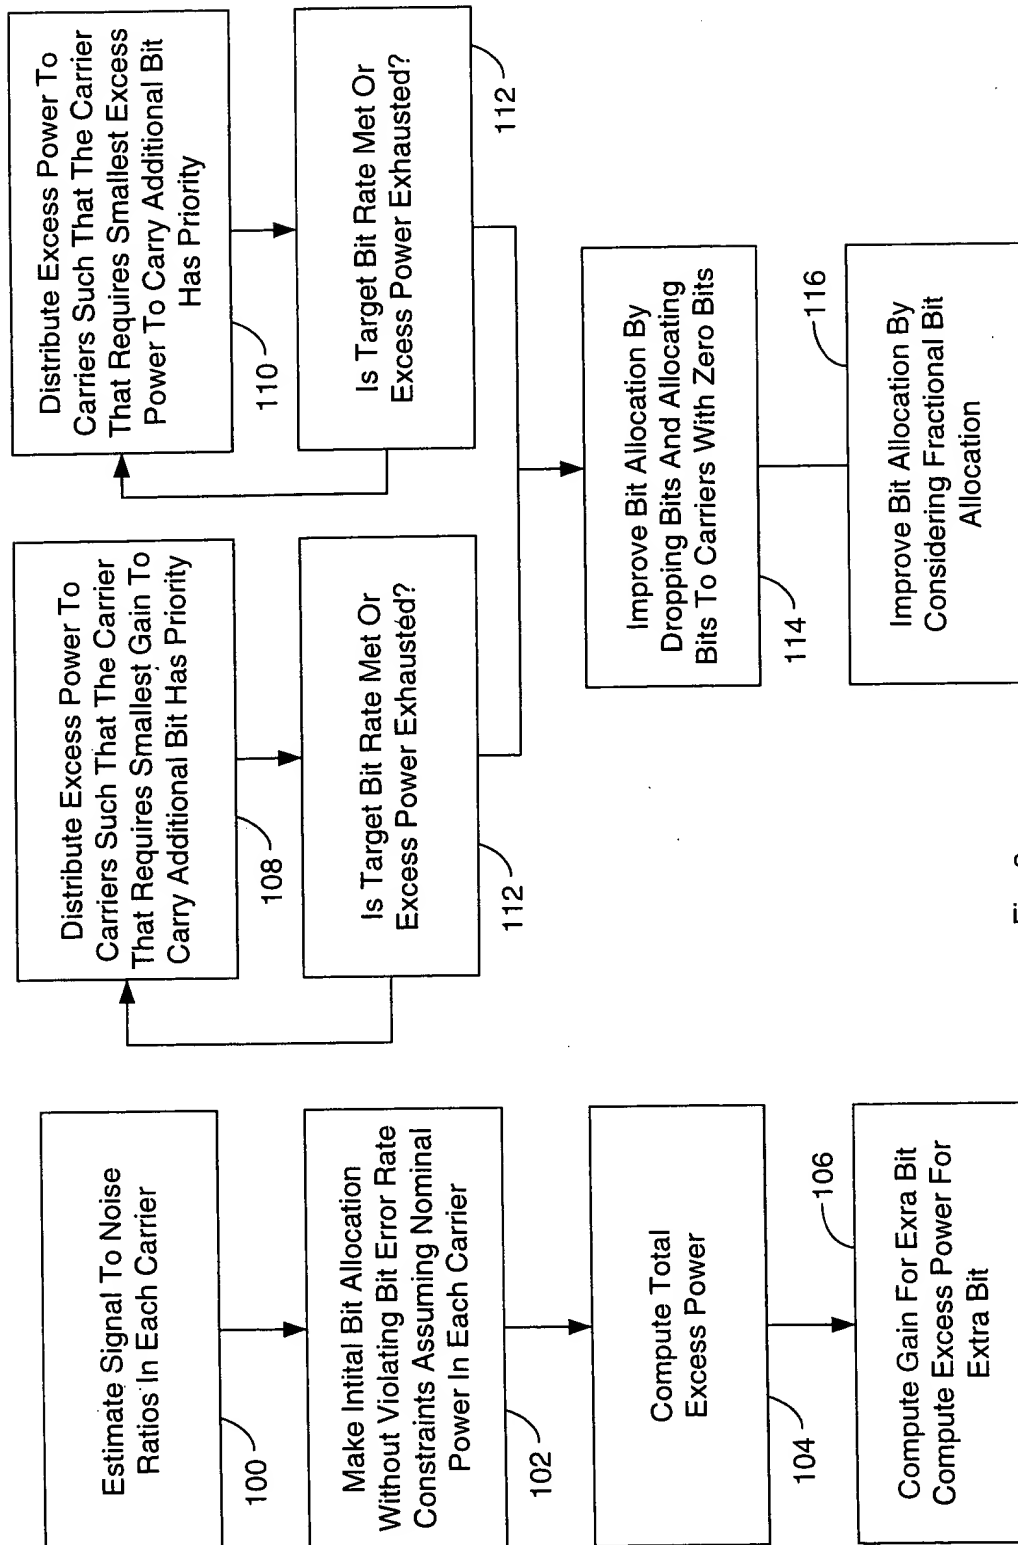 Estimate Signal To Noise
Ratios In Each Carrier
100
Make Intital Bit Allocation
Without Violating Bit Error Rate
Constraints Assuming Nominal
Power In Each Carrier
102
Compute Total
Excess Power
104
Compute Gain For Exra Bit
Compute Excess Power For
Extra Bit
106
Distribute Excess Power To
Carriers Such That The Carrier
That Requires Smallest Gain To
Carry Additional Bit Has Priority
108
Is Target Bit Rate Met Or
Excess Power Exhausted?
112
Distribute Excess Power To
Carriers Such That The Carrier
That Requires Smallest Excess
Power To Carry Additional Bit
Has Priority
110
Is Target Bit Rate Met Or
Excess Power Exhausted?
112
Improve Bit Allocation By
Dropping Bits And Allocating
Bits To Carriers With Zero Bits
114
Improve Bit Allocation By
Considering Fractional Bit
Allocation
116